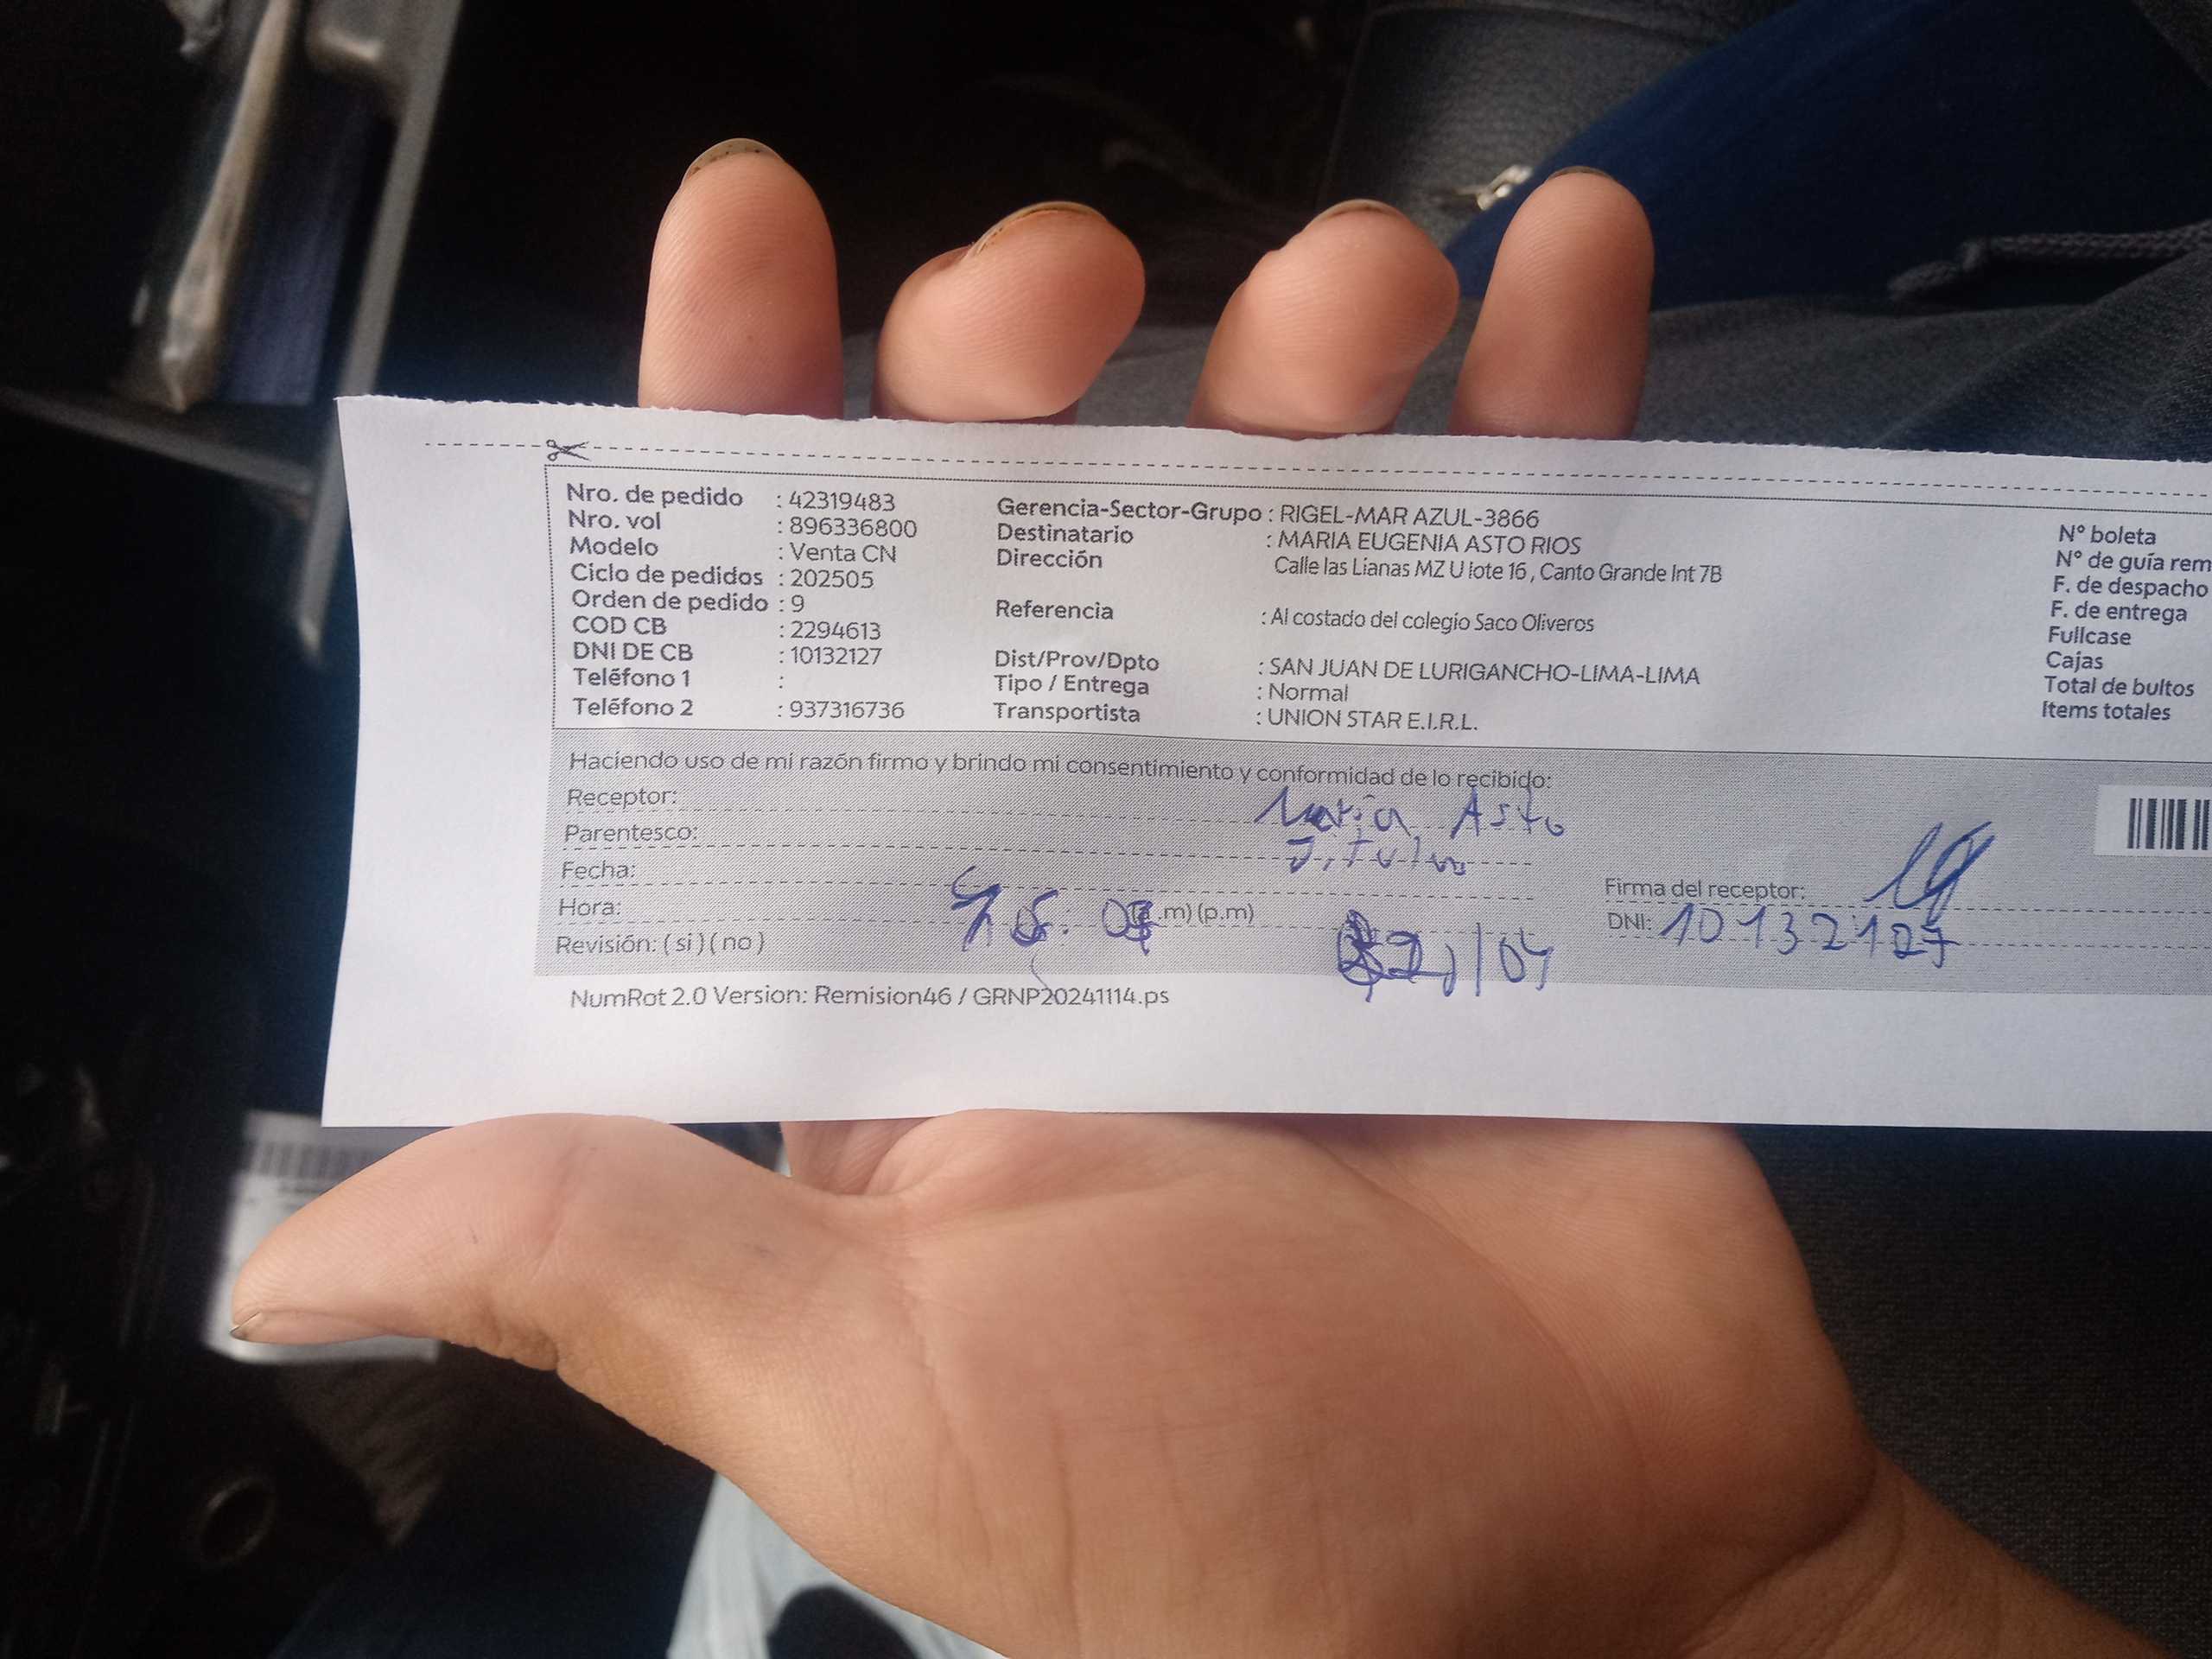 Nro. de pedido : 42319483
Nro. vol : 896336800
Modelo : Venta CN
Ciclo de pedidos : 202505
Orden de pedido : 9
COD CB : 2294613
DNI DE CB : 10132127
Teléfono 1 :
Teléfono 2 : 937316736
Gerencia-Sector-Grupo : RIGEL-MAR AZUL-3866
Destinatario : MARIA EUGENIA ASTO RIOS
Dirección Calle las Lianas MZ U lote 16 , Canto Grande Int 7B
Referencia : Al costado del colegio Saco Oliveros
Dist/Prov/Dpto : SAN JUAN DE LURIGANCHO-LIMA-LIMA
Tipo / Entrega : Normal
Transportista : UNION STAR E.I.R.L.
N° boleta
N° de guía rem
F. de despacho
F. de entrega
Fullcase
Cajas
Total de bultos
Items totales
Haciendo uso de mi razón firmo y brindo mi consentimiento y conformidad de lo recibido:
Receptor: Maria Asto
Parentesco:
Fecha:
Hora: (a.m) (p.m)
Revisión: ( si ) ( no )
Firma del receptor:
DNI: 10132127
NumRot 2.0 Version: Remision46 / GRNP20241114.ps